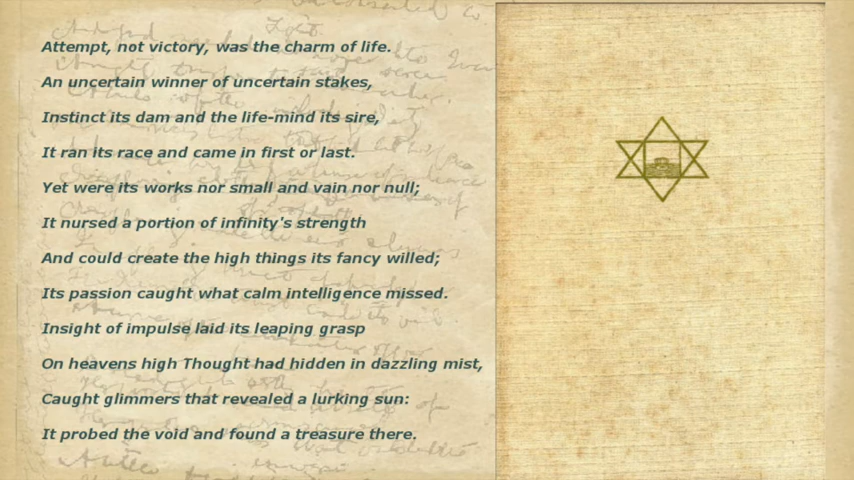 Attempt, not victory, was the charm of life.
An uncertain winner of uncertain stakes,
Instinct its dam and the life-mind its sire,
It ran its race and came in first or last.
Yet were its works nor small and vain nor null;
It nursed a portion of infinity's strength
And could create the high things its fancy willed;
Its passion caught what calm intelligence missed.
Insight of impulse laid its leaping grasp
On heavens high Thought had hidden in dazzling mist,
Caught glimmers that revealed a lurking sun:
It probed the void and found a treasure there.